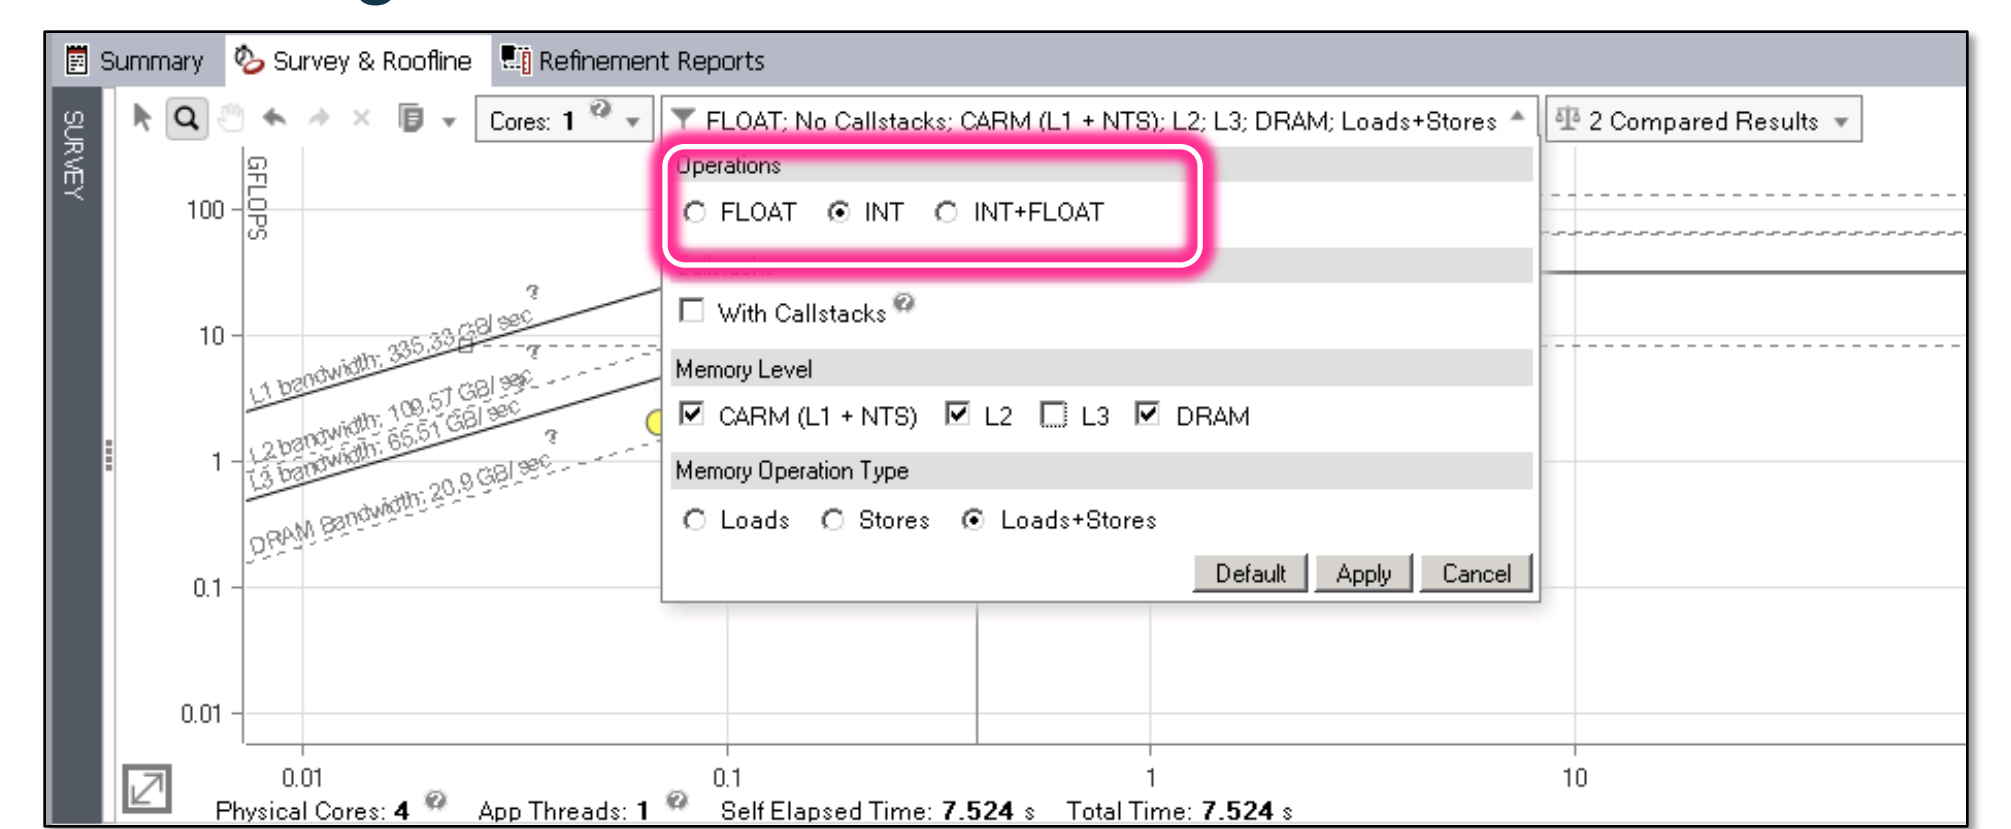 Summary Survey & Roofline Refinement Reports
SURVEY
Cores: 1 FLOAT; No Callstacks; CARM (L1 + NTS); L2; L3; DRAM; Loads+Stores 2 Compared Results
Operations
FLOAT INT INT+FLOAT
With Callstacks
Memory Level
CARM (L1 + NTS) L2 L3 DRAM
Memory Operation Type
Loads Stores Loads+Stores
Default Apply Cancel
GFLOPS
100
10
1
0.1
0.01
L1 bandwidth: 335.33 GB/sec ?
L2 bandwidth: 109.57 GB/sec ?
L3 bandwidth: 65.51 GB/sec
DRAM Bandwidth: 20.9 GB/sec ?
0.01 0.1 1 10
Physical Cores: 4 App Threads: 1 Self Elapsed Time: 7.524 s Total Time: 7.524 s